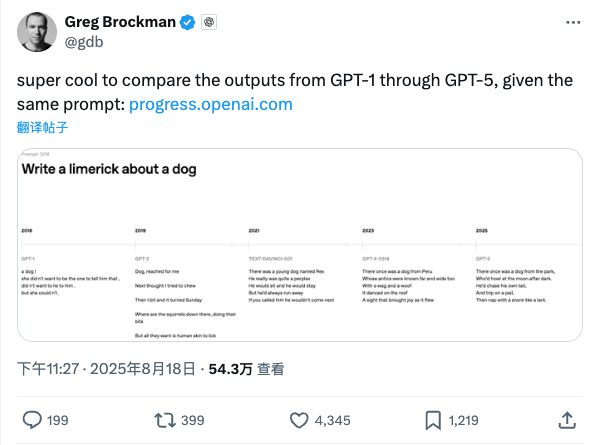 Greg Brockman
@gdb
super cool to compare the outputs from GPT-1 through GPT-5, given the
same prompt: progress.openai.com
翻译帖子
Prompt: 2/14
Write a limerick about a dog
2018
2019
2021
2023
2025
GPT-1
a dog !
she did n't want to be the one to tell him that ,
did n't want to lie to him .
but she could n't .
GPT-2
Dog, reached for me
Next thought I tried to chew
Then I bit and it turned Sunday
Where are the squirrels down there, doing their
bits
But all they want is human skin to lick
TEXT-DAVINCI-001
There was a young dog named Rex
He really was quite a perplex
He would sit and he would stay
But he'd always run away
If you called him he wouldn't come next
GPT-4-0314
There once was a dog from Peru
Whose antics were known far and wide too
With a wag and a woof
It danced on the roof
A sight that brought joy as it flew
GPT-5
There once was a dog from the park,
Who'd howl at the moon after dark.
He'd chase his own tail,
And trip on a pail,
Then nap with a snore like a lark.
下午11:27 · 2025年8月18日 · 54.3万 查看
199
399
4,345
1,219